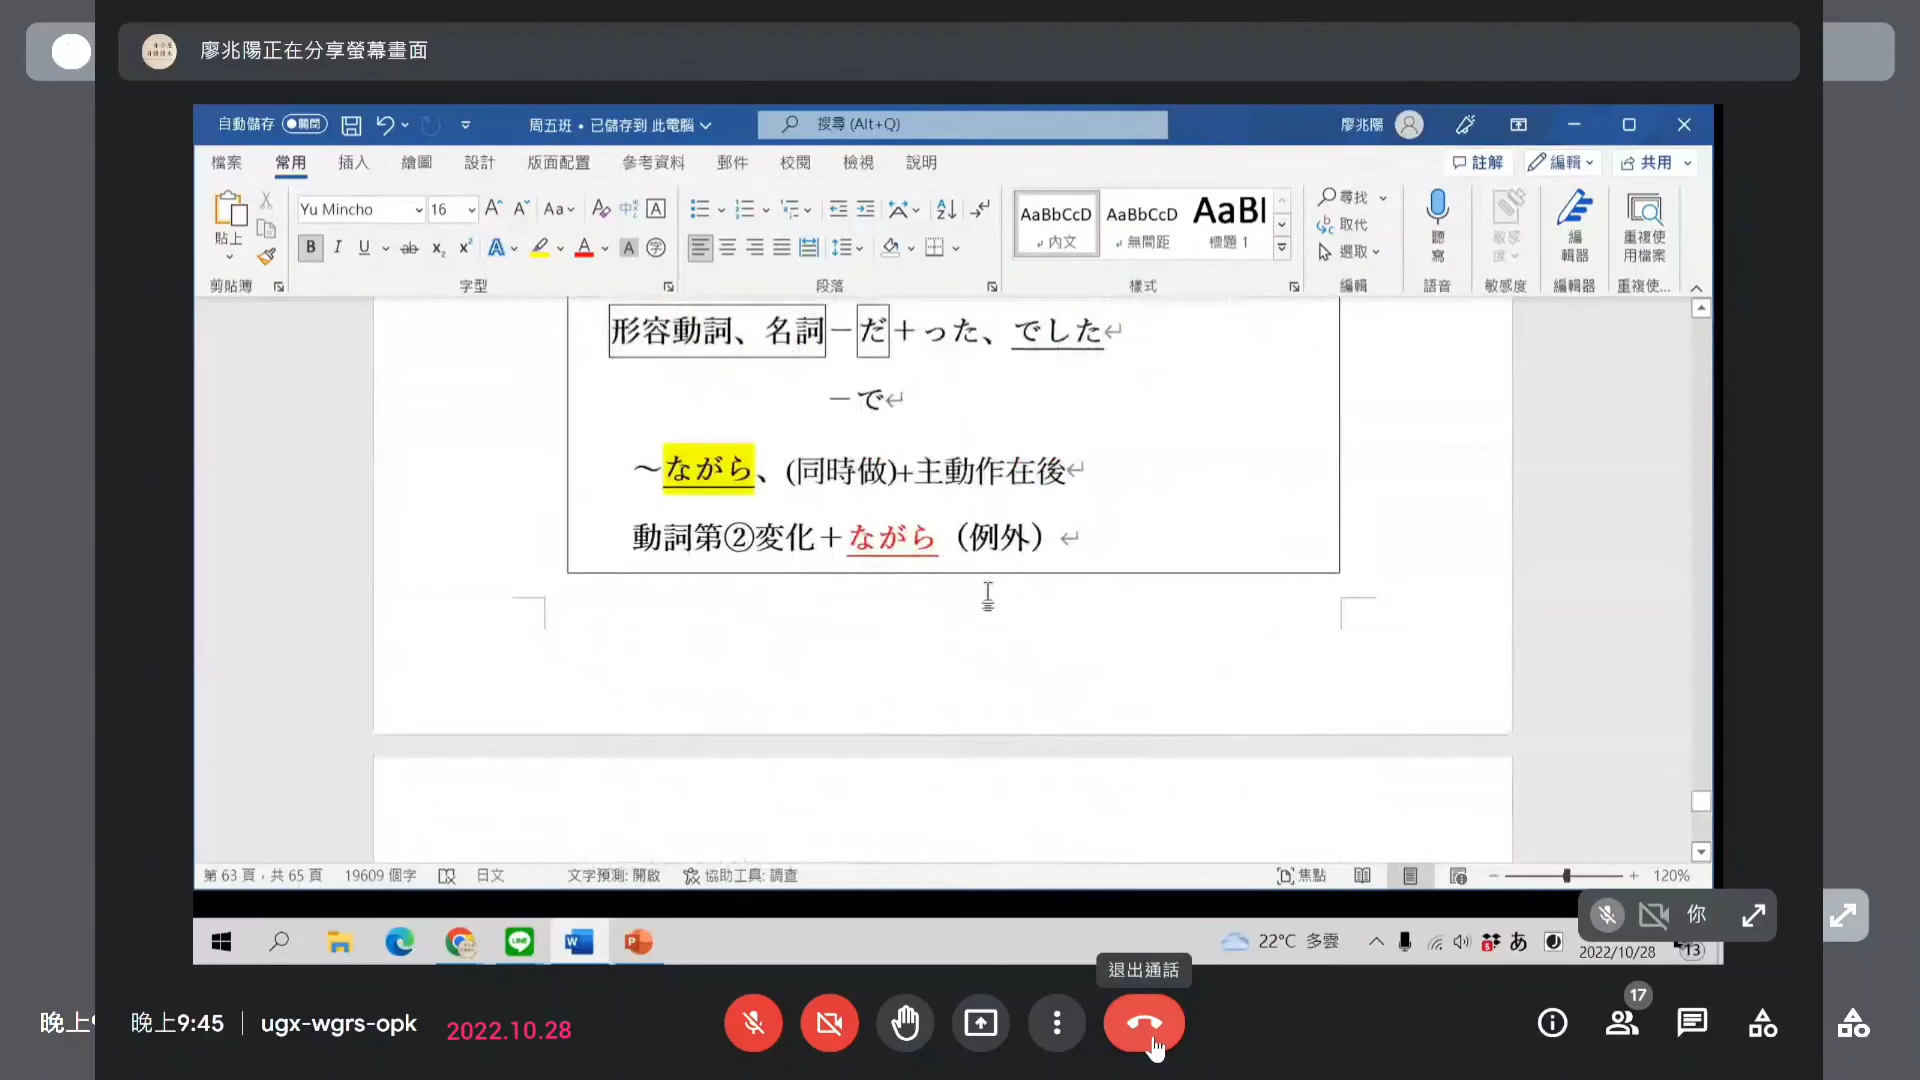 廖兆陽正在分享螢幕畫面
自動儲存 關閉 周五班 • 已儲存到 此電腦 搜尋 (Alt+Q) 廖兆陽
檔案 常用 插入 繪圖 設計 版面配置 參考資料 郵件 校閱 檢視 說明 註解 編輯 共用
貼上
剪貼簿
Yu Mincho 16
字型
段落
AaBbCcD AaBbCcD AaBl
內文 無間距 標題 1
樣式
尋找
取代
選取
編輯
聽寫
語音
敏感度
敏感度
編輯器
編輯器
重複使用檔案
重複使...
形容動詞、名詞－だ＋った、でした
－で
～ながら、(同時做)+主動作在後
動詞第②変化＋ながら（例外）
第 63 頁，共 65 頁 19609 個字 日文 文字預測: 開啟 協助工具: 調查 焦點 120%
你
22°C 多雲 あ 2022/10/28 13
退出通話
晚上9:45 ugx-wgrs-opk 2022.10.28 17
晚上